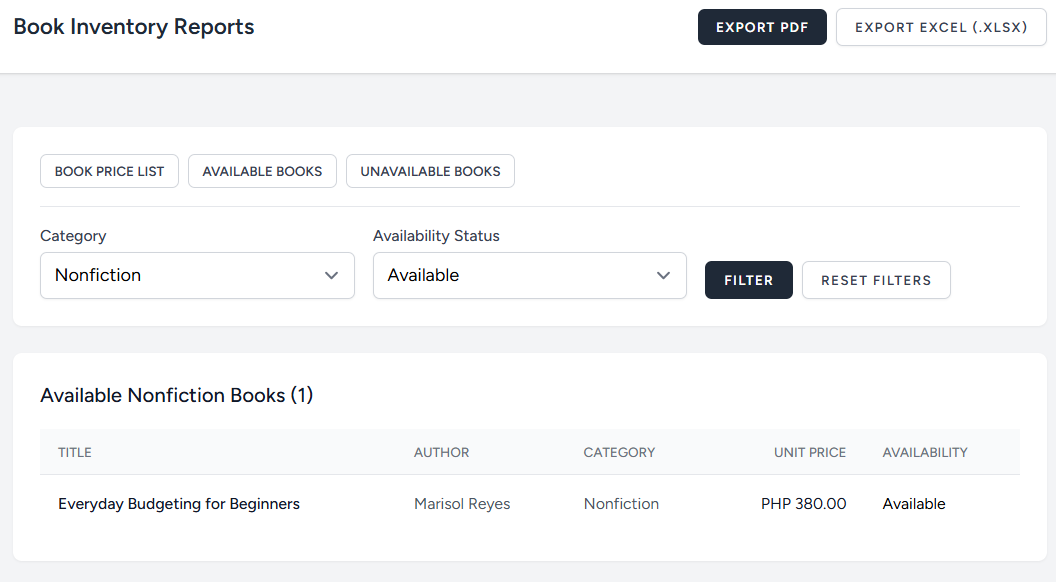 Book Inventory Reports
EXPORT PDF
EXPORT EXCEL (.XLSX)
BOOK PRICE LIST
AVAILABLE BOOKS
UNAVAILABLE BOOKS
Category
Availability Status
Nonfiction
Available
FILTER
RESET FILTERS
Available Nonfiction Books (1)
TITLE AUTHOR CATEGORY UNIT PRICE AVAILABILITY
Everyday Budgeting for Beginners Marisol Reyes Nonfiction PHP 380.00 Available